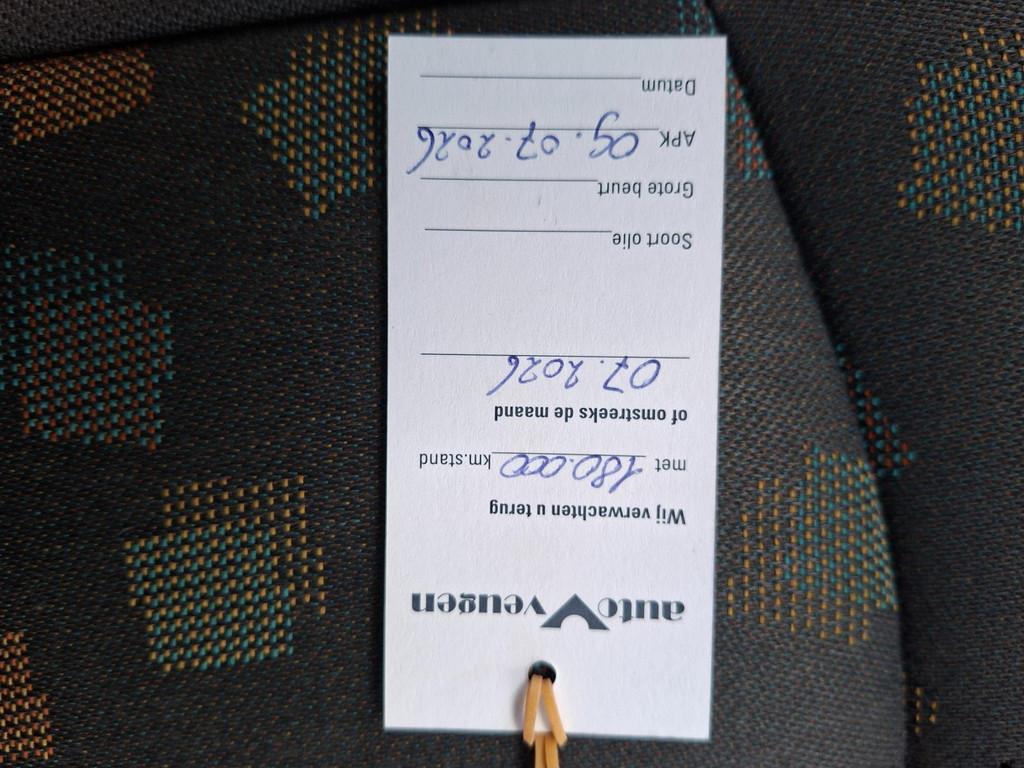 auto veugen
Wij verwachten u terug
met 180.000 km.stand
of omstreeks de maand
07.2026
Soort olie
Grote beurt
APK 09.07.2026
Datum